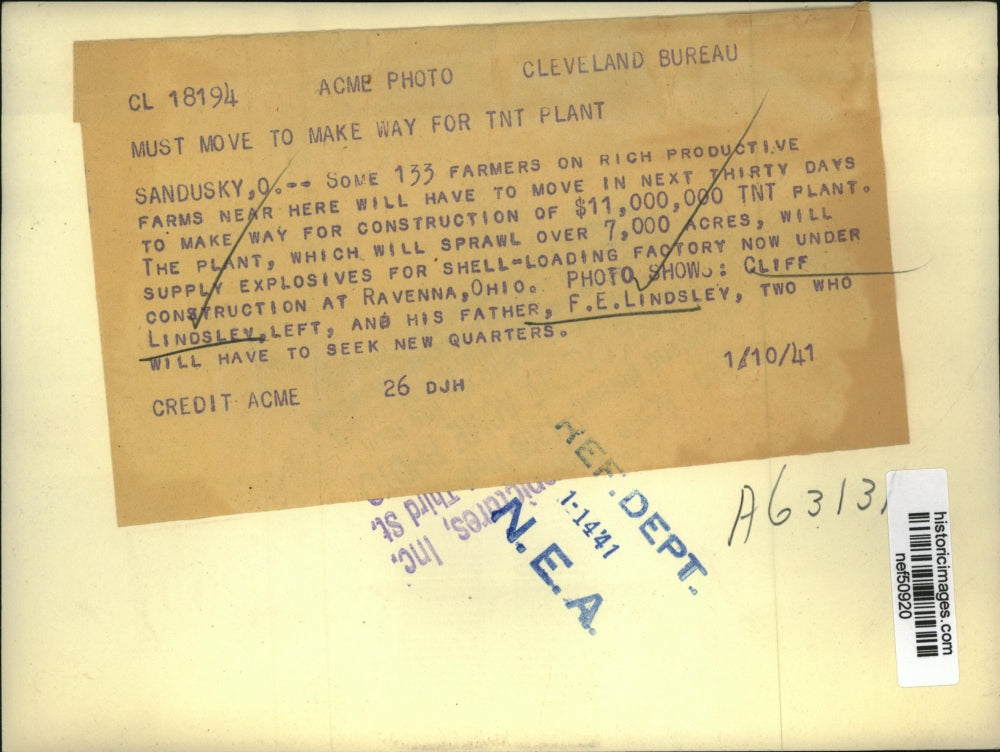 CL 18194 ACME PHOTO CLEVELAND BUREAU
MUST MOVE TO MAKE WAY FOR TNT PLANT
SANDUSKY,O.-- SOME 133 FARMERS ON RICH PRODUCTIVE
FARMS NEAR HERE WILL HAVE TO MOVE IN NEXT THIRTY DAYS
TO MAKE WAY FOR CONSTRUCTION OF $11,000,000 TNT PLANT.
THE PLANT, WHICH WILL SPRAWL OVER 7,000 ACRES, WILL
SUPPLY EXPLOSIVES FOR SHELL-LOADING FACTORY NOW UNDER
CONSTRUCTION AT RAVENNA,OHIO. PHOTO SHOWS: CLIFF
LINDSLEY,LEFT, AND HIS FATHER, F.E.LINDSLEY, TWO WHO
WILL HAVE TO SEEK NEW QUARTERS.
CREDIT ACME 26 DJH 1/10/41
REF. DEPT.
1-14'41
N.E.A.
Inc.
Third St.
A6313
historicimages.com
nef50920